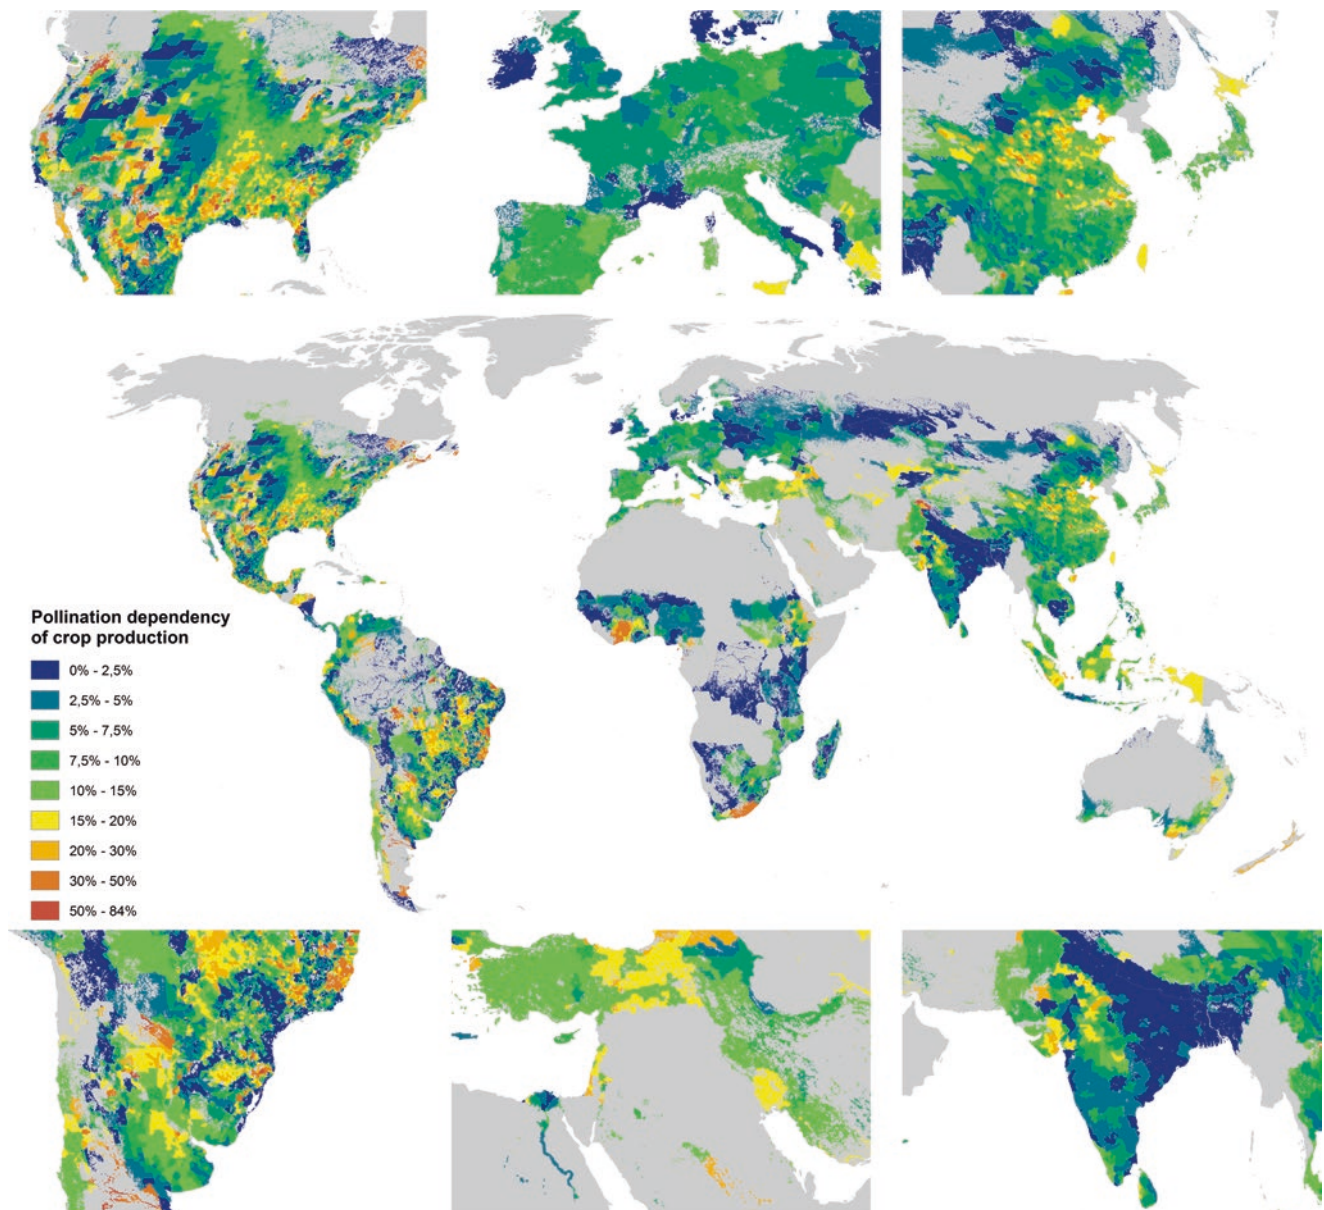 Pollination dependency
of crop production
0% - 2,5%
2,5% - 5%
5% - 7,5%
7,5% - 10%
10% - 15%
15% - 20%
20% - 30%
30% - 50%
50% - 84%